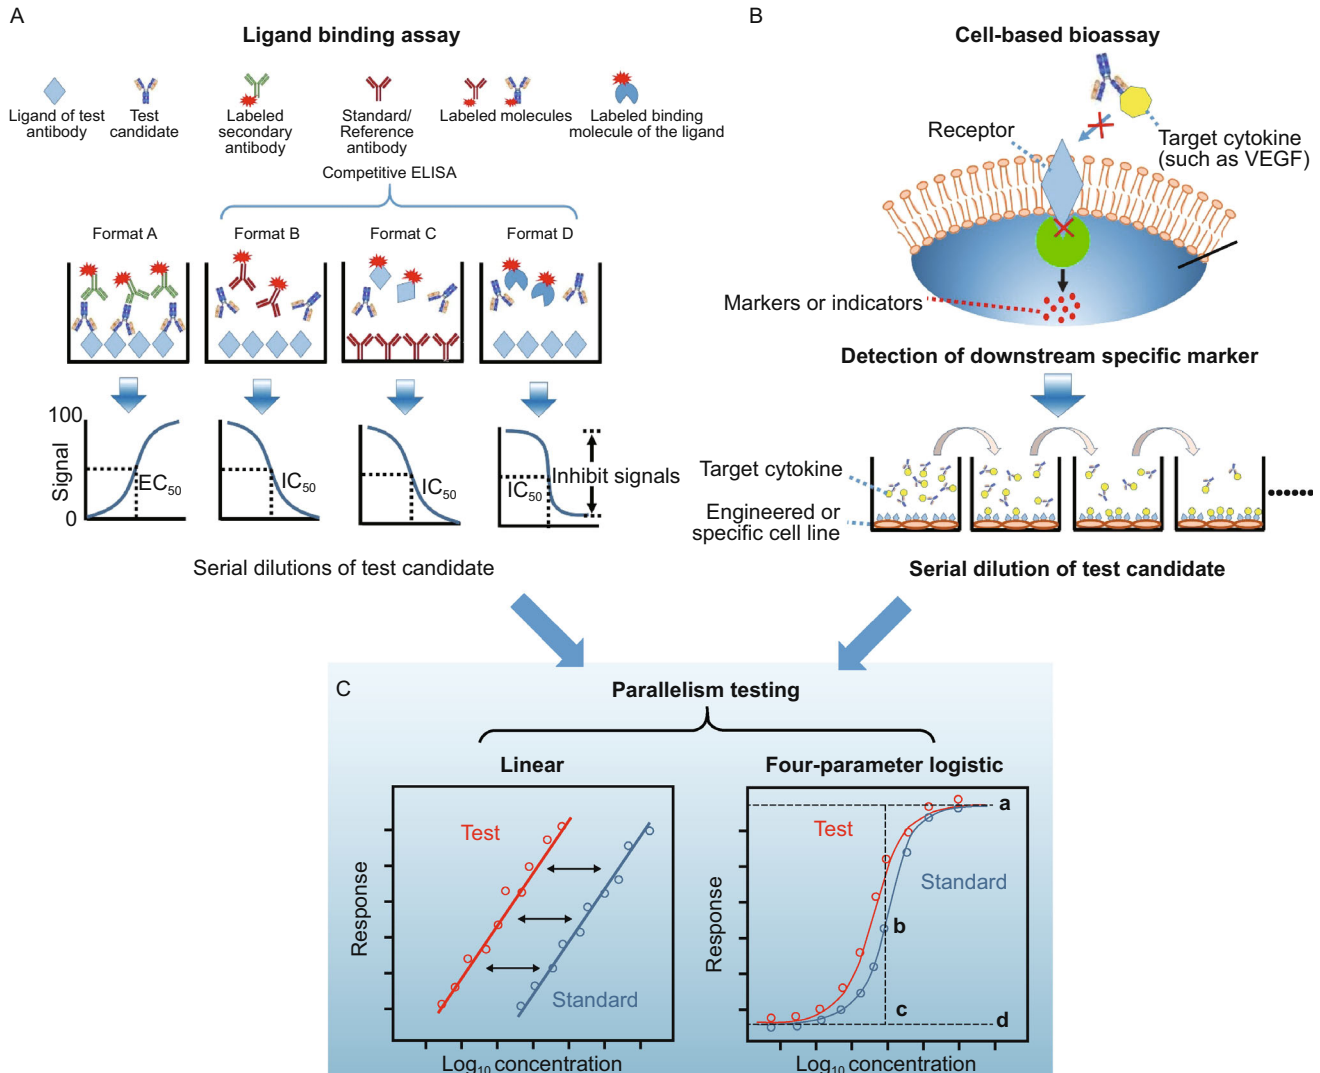 A
Ligand binding assay
Ligand of test
antibody
Test
candidate
Labeled
secondary
antibody
Standard/
Reference
antibody
Labeled molecules
Labeled binding
molecule of the ligand
Competitive ELISA
Format A
Format B
Format C
Format D
100
Signal
0
EC50
IC50
IC50
IC50
Inhibit signals
Serial dilutions of test candidate
B
Cell-based bioassay
Receptor
Target cytokine
(such as VEGF)
Markers or indicators
Detection of downstream specific marker
Target cytokine
Engineered or
specific cell line
Serial dilution of test candidate
C
Parallelism testing
Linear
Test
Standard
Response
Log10 concentration
Four-parameter logistic
a
Test
Standard
b
c
d
Response
Log10 concentration